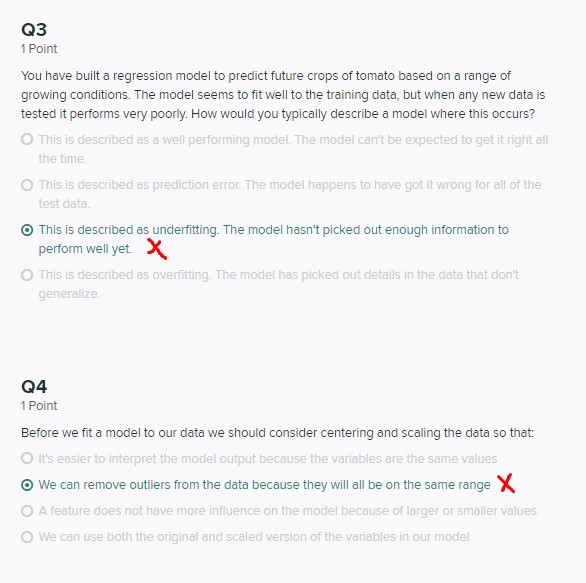 Q3
1 Point
You have built a regression model to predict future crops of tomato based on a range of
growing conditions. The model seems to fit well to the training data, but when any new data is
tested it performs very poorly. How would you typically describe a model where this occurs?
This is described as a well performing model. The model can't be expected to get it right all
the time.
This is described as prediction error. The model happens to have got it wrong for all of the
test data.
This is described as underfitting. The model hasn't picked out enough information to
perform well yet.
This is described as overfitting. The model has picked out details in the data that don't
generalize.
Q4
1 Point
Before we fit a model to our data we should consider centering and scaling the data so that:
It's easier to interpret the model output because the variables are the same values
We can remove outliers from the data because they will all be on the same range
A feature does not have more influence on the model because of larger or smaller values
We can use both the original and scaled version of the variables in our model